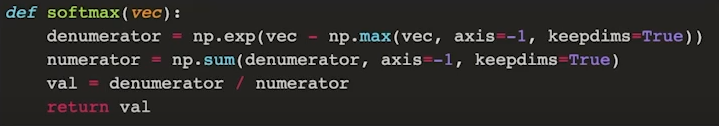 def softmax(vec):
    denumerator = np.exp(vec - np.max(vec, axis=-1, keepdims=True))
    numerator = np.sum(denumerator, axis=-1, keepdims=True)
    val = denumerator / numerator
    return val